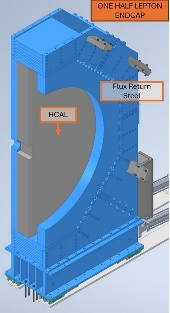 ONE HALF LEPTON
ENDCAP
Flux Return
Steel
HCAL